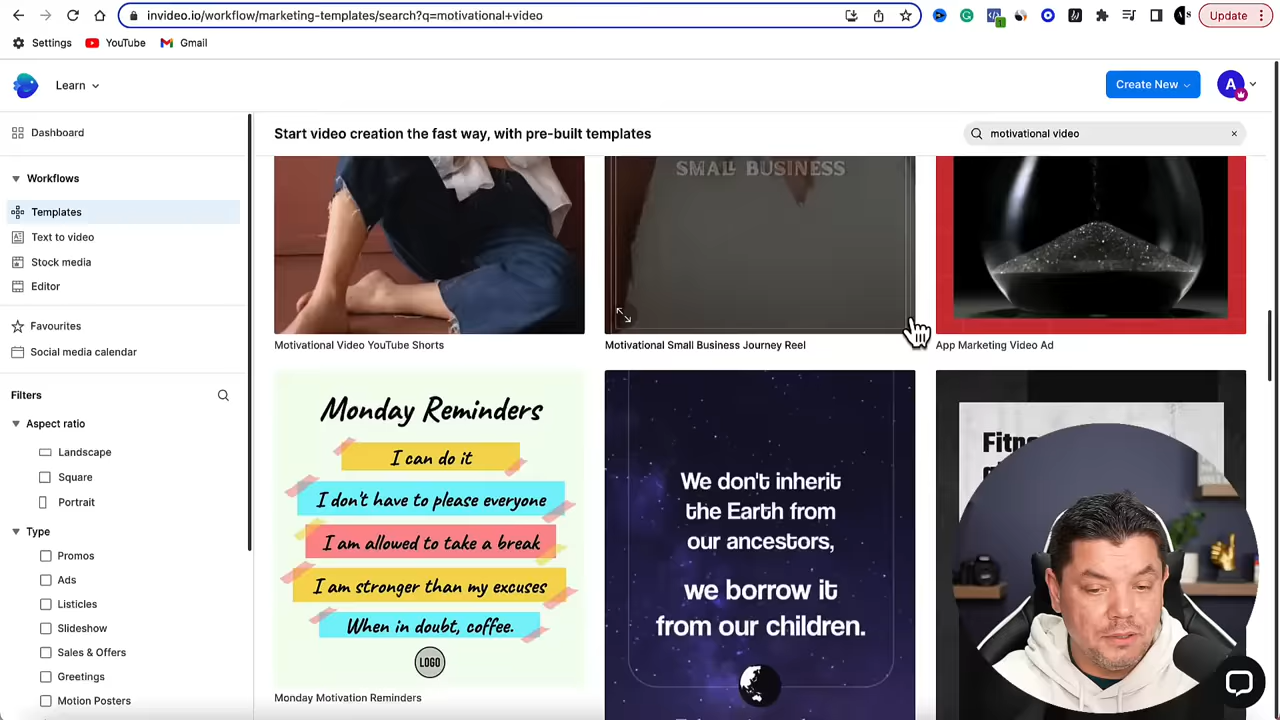 invideo.io/workflow/marketing-templates/search?q=motivational+video
Update
Settings
YouTube
Gmail
1
Learn
Create New
A
Dashboard
Start video creation the fast way, with pre-built templates
motivational video
Workflows
Templates
Text to video
Stock media
Editor
Favourites
Social media calendar
Filters
Aspect ratio
Landscape
Square
Portrait
Type
Promos
Ads
Listicles
Slideshow
Sales & Offers
Greetings
Motion Posters
SMALL BUSINESS
Motivational Video YouTube Shorts
Motivational Small Business Journey Reel
App Marketing Video Ad
Monday Reminders
I can do it
I don't have to please everyone
I am allowed to take a break
I am stronger than my excuses
When in doubt, coffee.
LOGO
Monday Motivation Reminders
We don't inherit
the Earth from
our ancestors,
we borrow it
from our children.